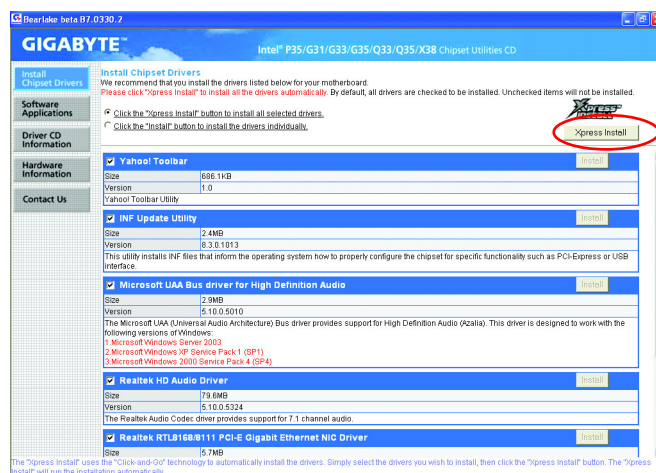 Bearlake beta B7.0330.2
GIGABYTE™
Intel® P35/G31/G33/G35/Q33/Q35/X38 Chipset Utilities CD
Install
Chipset Drivers
Software
Applications
Driver CD
Information
Hardware
Information
Contact Us
Install Chipset Drivers
We recommend that you install the drivers listed below for your motherboard.
Please click "Xpress Install" to install all the drivers automatically. By default, all drivers are checked to be installed. Unchecked items will not be installed.
Click the "Xpress Install" button to install all selected drivers.
Click the "Install" button to install the drivers individually.
Xpress
Install
Xpress Install
Yahoo! Toolbar
Install
Size 686.1KB
Version 1.0
Yahoo! Toolbar Utility
INF Update Utility
Install
Size 2.4MB
Version 8.3.0.1013
This utility installs INF files that inform the operating system how to properly configure the chipset for specific functionality such as PCI-Express or USB
interface.
Microsoft UAA Bus driver for High Definition Audio
Install
Size 2.9MB
Version 5.10.0.5010
The Microsoft UAA (Universal Audio Architecture) Bus driver provides support for High Definition Audio (Azalia). This driver is designed to work with the
following versions of Windows:
1.Microsoft Windows Server 2003
2.Microsoft Windows XP Service Pack 1 (SP1)
3.Microsoft Windows 2000 Service Pack 4 (SP4)
Realtek HD Audio Driver
Install
Size 79.6MB
Version 5.10.0.5324
The Realtek Audio Codec driver provides support for 7.1 channel audio.
Realtek RTL8168/8111 PCI-E Gigabit Ethernet NIC Driver
Install
Size 5.7MB
The "Xpress Install" uses the "Click-and-Go" technology to automatically install the drivers. Simply select the drivers you wish to install, then click the "Xpress Install" button. The "Xpress
Install" will run the installation automatically.